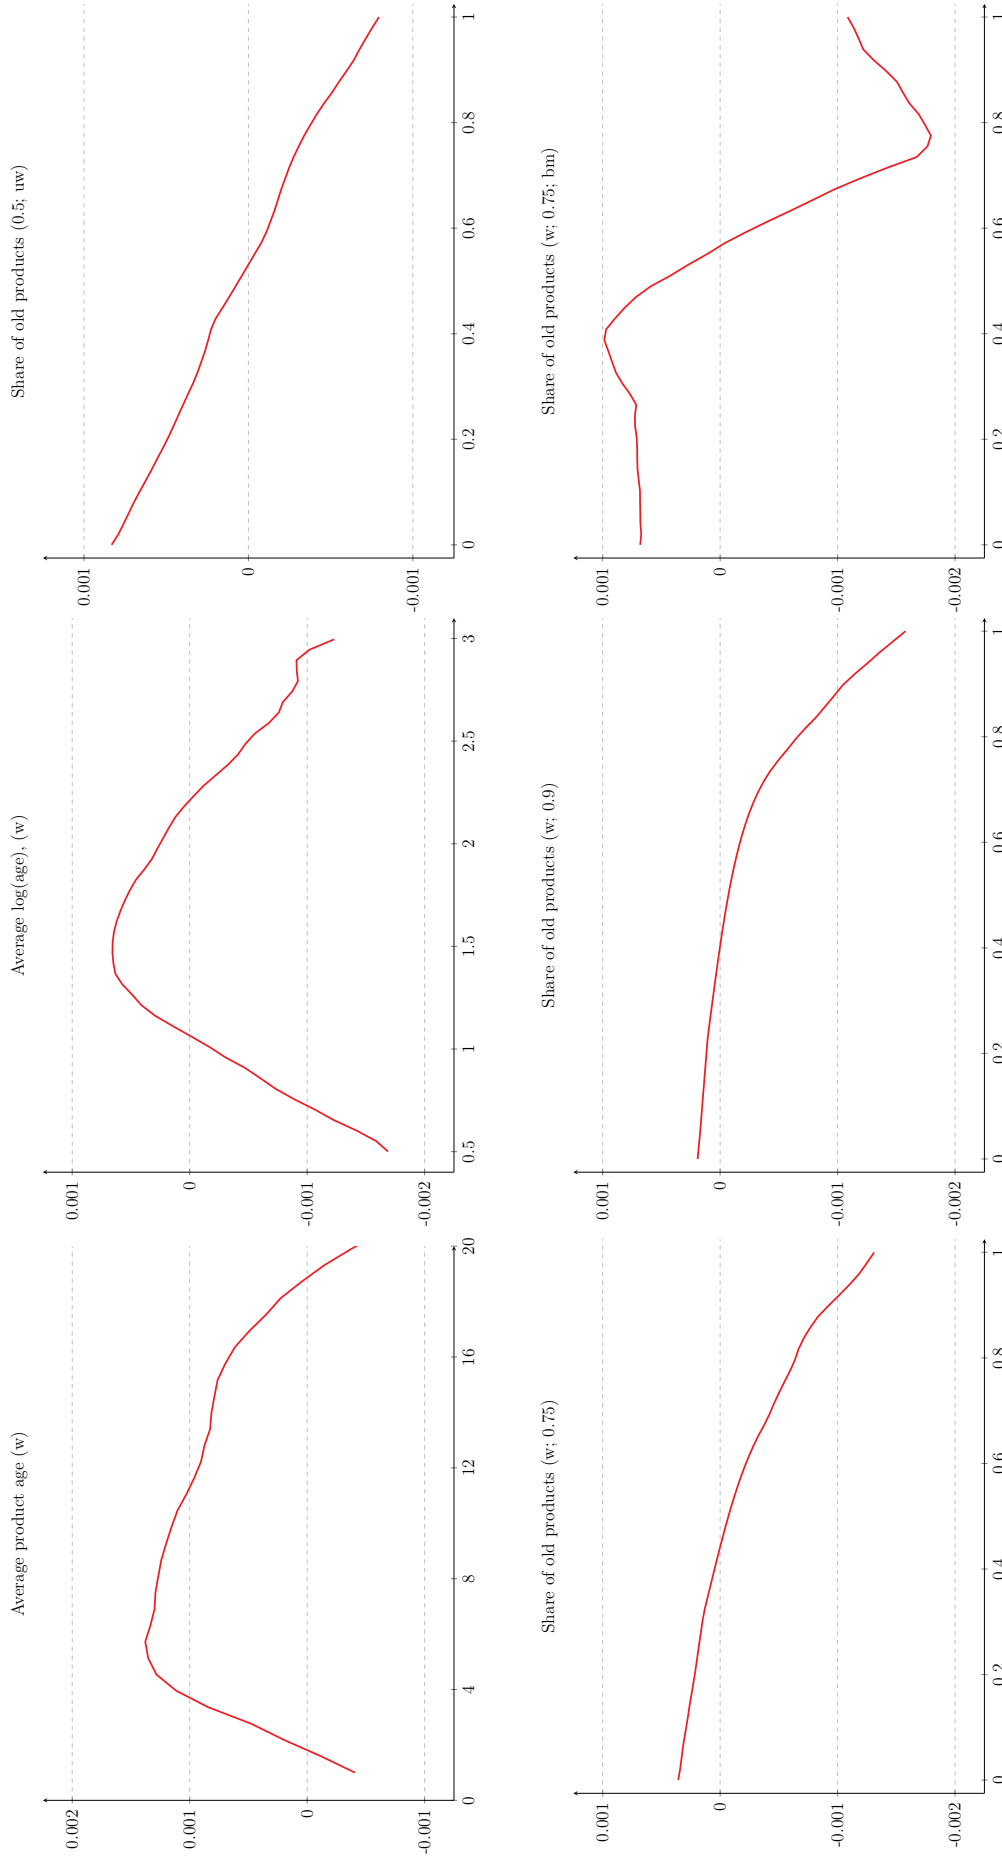 Average product age (w)
0.002
0.001
0
-0.001
0 4 8 12 16 20
Average log(age), (w)
0.001
0
-0.001
-0.002
0.5 1 1.5 2 2.5 3
Share of old products (0.5; uw)
0.001
0
-0.001
0 0.2 0.4 0.6 0.8 1
Share of old products (w; 0.75)
0.001
0
-0.001
-0.002
0 0.2 0.4 0.6 0.8 1
Share of old products (w; 0.9)
0.001
0
-0.001
-0.002
0 0.2 0.4 0.6 0.8 1
Share of old products (w; 0.75; bm)
0.001
0
-0.001
-0.002
0 0.2 0.4 0.6 0.8 1